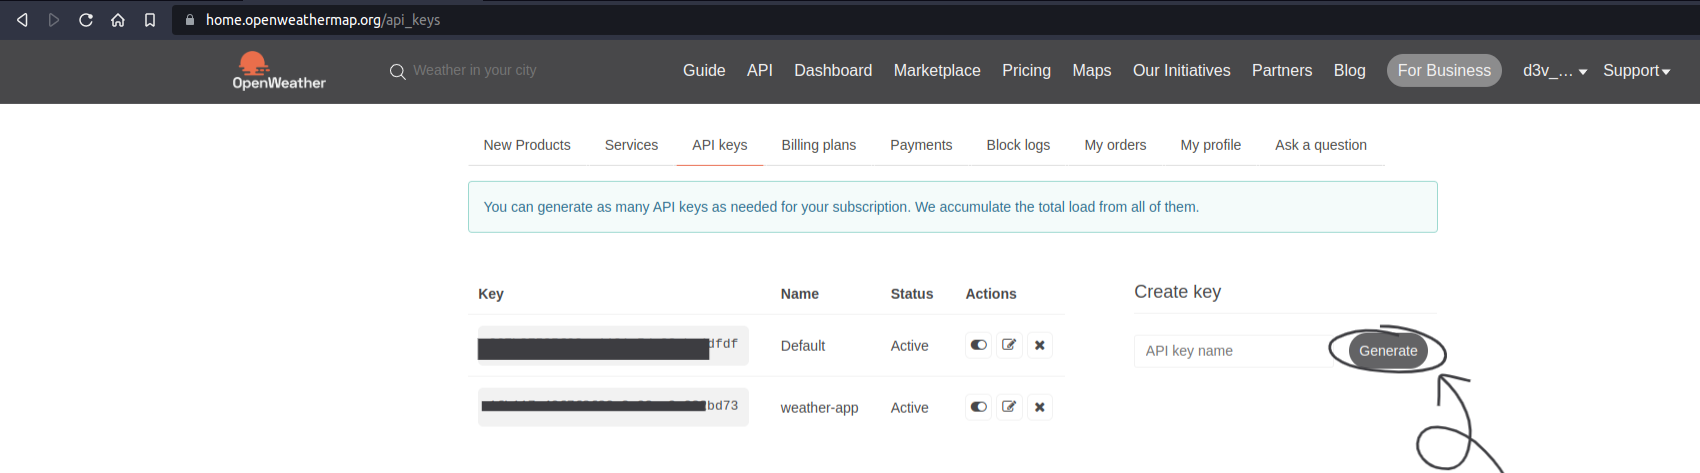 home.openweathermap.org/api_keys
OpenWeather
Weather in your city
Guide API Dashboard Marketplace Pricing Maps Our Initiatives Partners Blog For Business d3v_... Support
New Products Services API keys Billing plans Payments Block logs My orders My profile Ask a question
You can generate as many API keys as needed for your subscription. We accumulate the total load from all of them.
Key Name Status Actions
Create key
dfdf Default Active
API key name Generate
bd73 weather-app Active